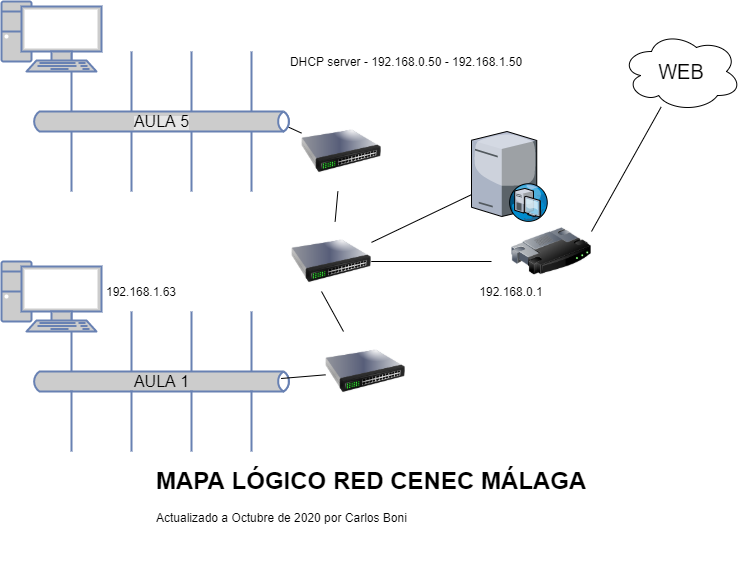 DHCP server - 192.168.0.50 - 192.168.1.50
WEB
AULA 5
192.168.1.63
192.168.0.1
AULA 1
MAPA LÓGICO RED CENEC MÁLAGA
Actualizado a Octubre de 2020 por Carlos Boni